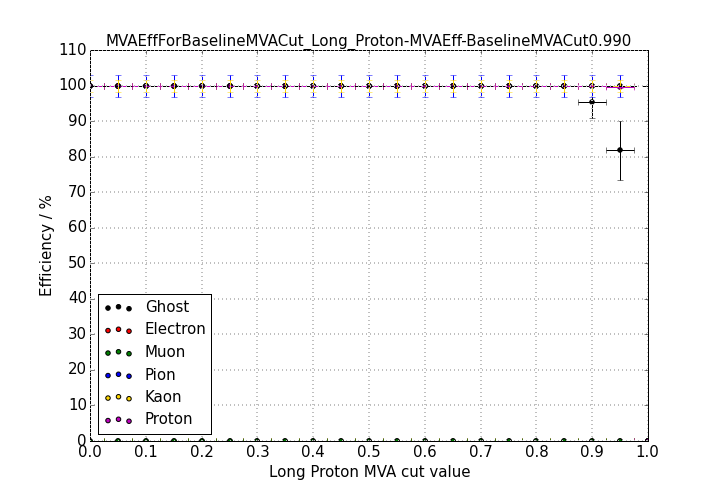 MVAEffForBaselineMVACut_Long_Proton-MVAEff-BaselineMVACut0.990
110
100
90
80
70
60
50
40
30
20
10
0
Efficiency / %
Ghost
Electron
Muon
Pion
Kaon
Proton
0.0 0.1 0.2 0.3 0.4 0.5 0.6 0.7 0.8 0.9 1.0
Long Proton MVA cut value